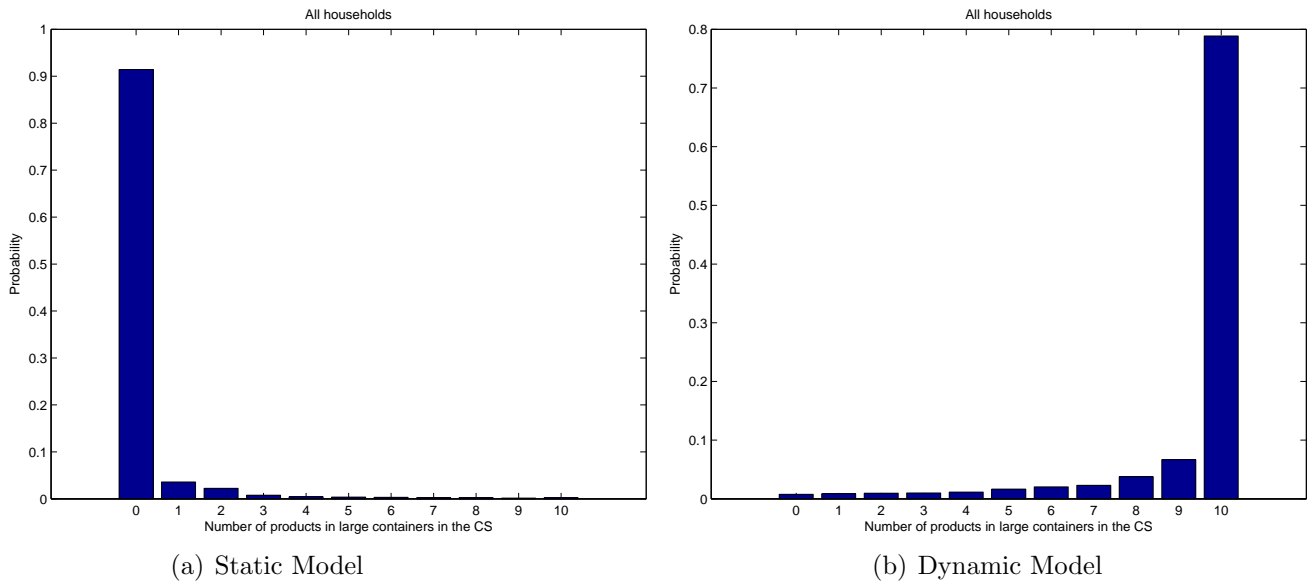 All households
1
0.9
0.8
0.7
0.6
0.5
0.4
0.3
0.2
0.1
0
Probability
0 1 2 3 4 5 6 7 8 9 10
Number of products in large containers in the CS
(a) Static Model
All households
0.8
0.7
0.6
0.5
0.4
0.3
0.2
0.1
0
Probability
0 1 2 3 4 5 6 7 8 9 10
Number of products in large containers in the CS
(b) Dynamic Model